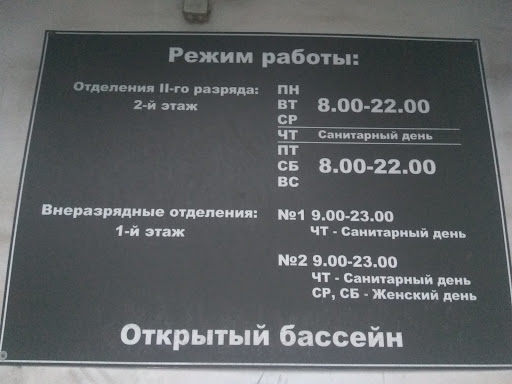 Режим работы:
Отделения II-го разряда: ПН
2-й этаж ВТ 8.00-22.00
СР
ЧТ Санитарный день
ПТ
СБ 8.00-22.00
ВС
Внеразрядные отделения: №1 9.00-23.00
1-й этаж ЧТ - Санитарный день
№2 9.00-23.00
ЧТ - Санитарный день
СР, СБ - Женский день
Открытый бассейн